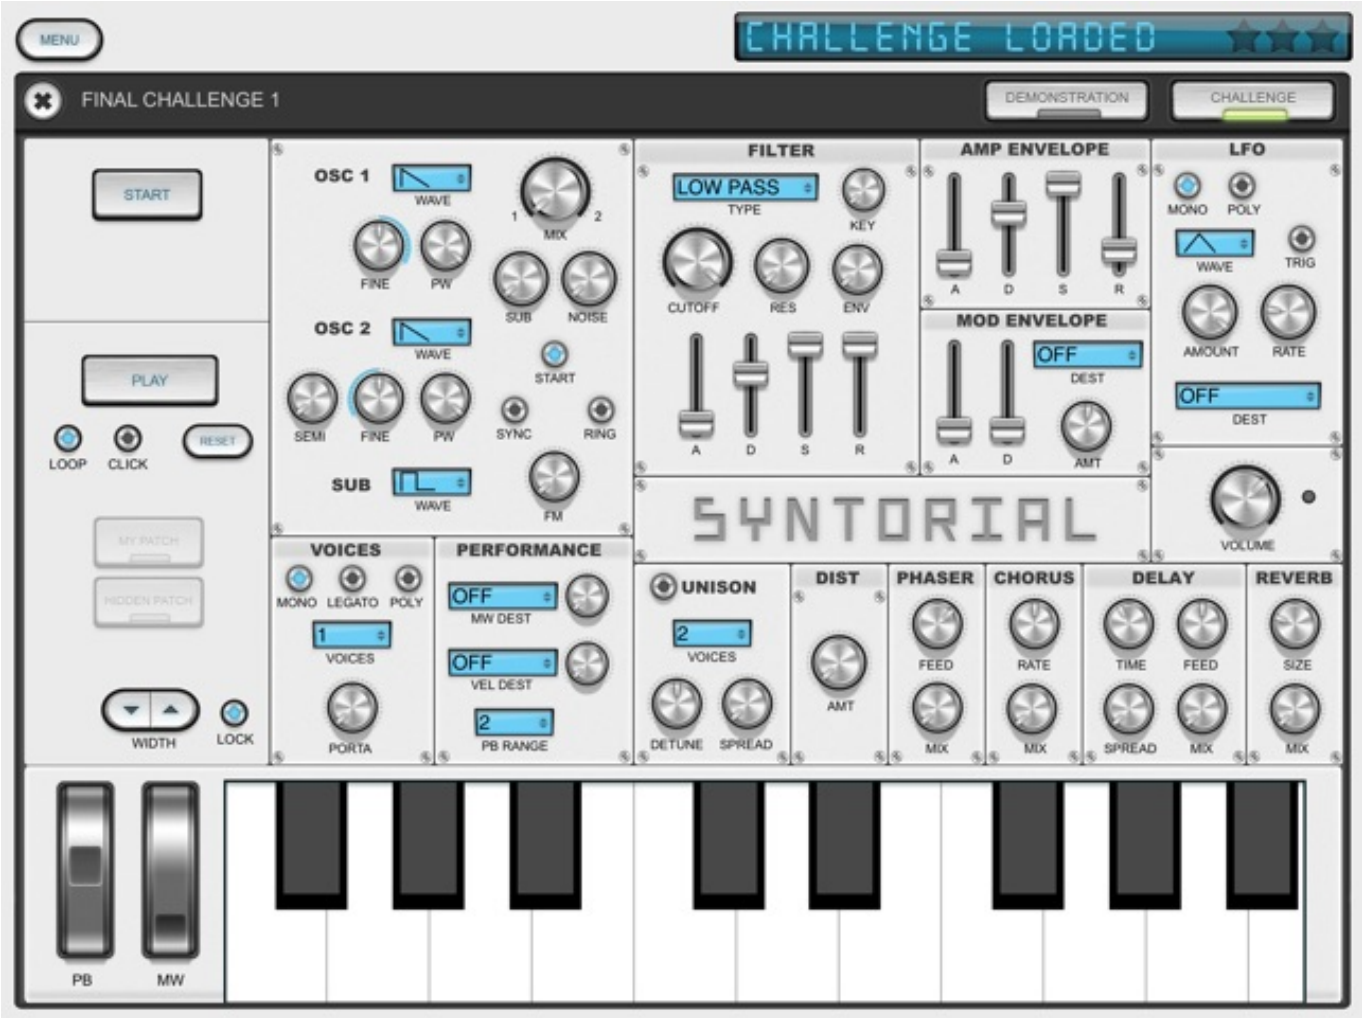 MENU
CHALLENGE LOADED
FINAL CHALLENGE 1
DEMONSTRATION
CHALLENGE
START
PLAY
LOOP
CLICK
RESET
MY PATCH
HIDDEN PATCH
WIDTH
LOCK
OSC 1
WAVE
1
2
MIX
FINE
PW
SUB
NOISE
OSC 2
WAVE
START
SEMI
FINE
PW
SYNC
RING
SUB
WAVE
FM
FILTER
LOW PASS
TYPE
KEY
CUTOFF
RES
ENV
A
D
S
R
AMP ENVELOPE
A
D
S
R
MOD ENVELOPE
OFF
DEST
A
D
AMT
LFO
MONO
POLY
WAVE
TRIG
AMOUNT
RATE
OFF
DEST
SYNTORIAL
VOLUME
VOICES
MONO
LEGATO
POLY
1
VOICES
PORTA
PERFORMANCE
OFF
MW DEST
OFF
VEL DEST
2
PB RANGE
UNISON
2
VOICES
DETUNE
SPREAD
DIST
AMT
PHASER
FEED
MIX
CHORUS
RATE
MIX
DELAY
TIME
FEED
SPREAD
MIX
REVERB
SIZE
MIX
PB
MW